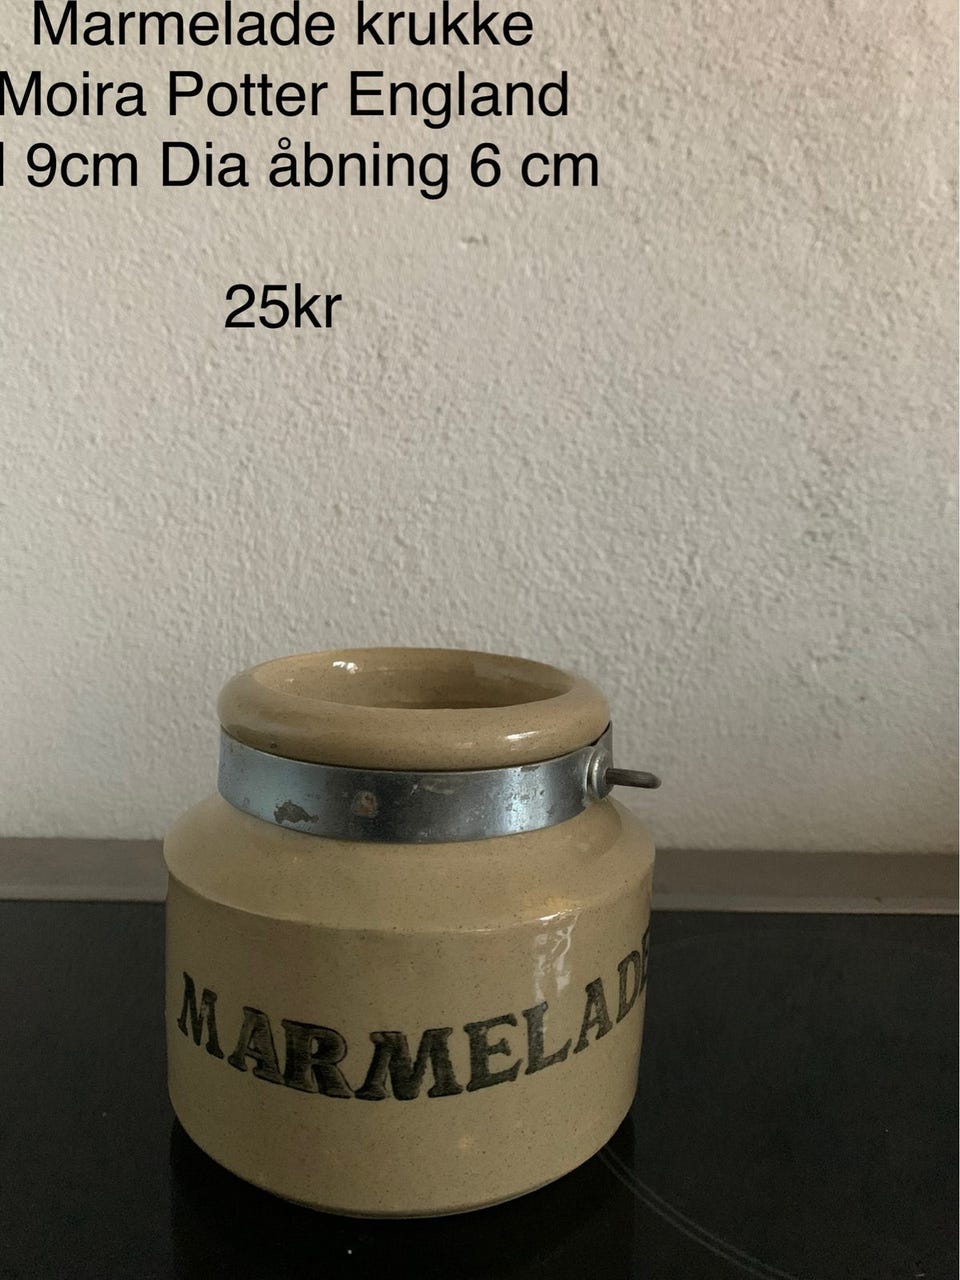 Marmelade krukke
Moira Potter England
9cm Dia åbning 6 cm
25kr
MARMELADE